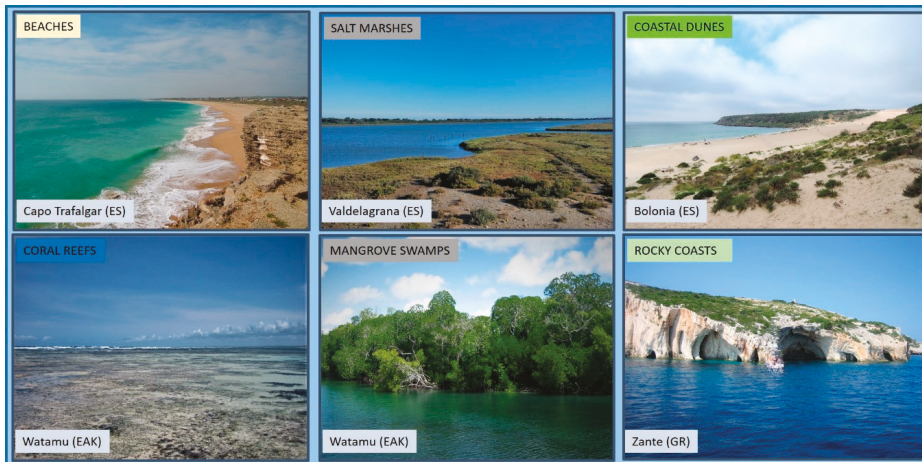 BEACHES
Capo Trafalgar (ES)
SALT MARSHES
Valdelagrana (ES)
COASTAL DUNES
Bolonia (ES)
CORAL REEFS
Watamu (EAK)
MANGROVE SWAMPS
Watamu (EAK)
ROCKY COASTS
Zante (GR)